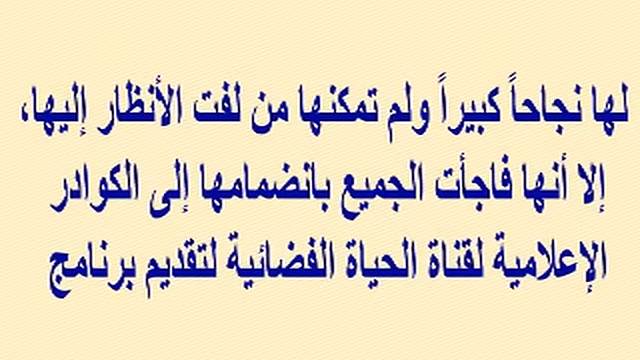 لها نجاحاً كبيراً ولم تمكنها من لفت الأنظار إليها،
إلا أنها فاجأت الجميع بانضمامها إلى الكوادر
الإعلامية لقناة الحياة الفضائية لتقديم برنامج